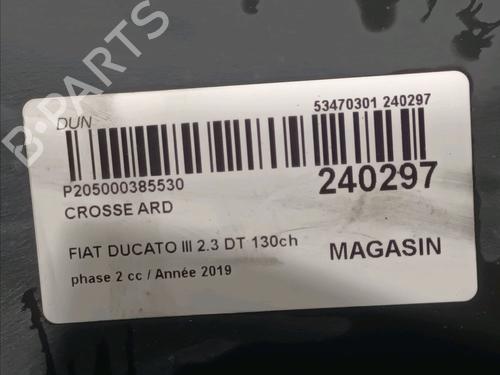 DUN
53470301 240297
P205000385530
240297
CROSSE ARD
FIAT DUCATO III 2.3 DT 130ch
MAGASIN
phase 2 cc / Année 2019
B-PARTS